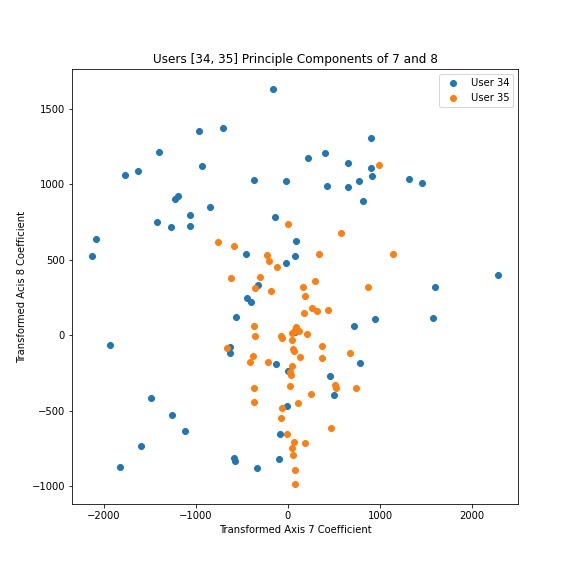 Users [34, 35] Principle Components of 7 and 8
User 34
User 35
Transformed Acis 8 Coefficient
1500
1000
500
0
−500
−1000
−2000 −1000 0 1000 2000
Transformed Axis 7 Coefficient